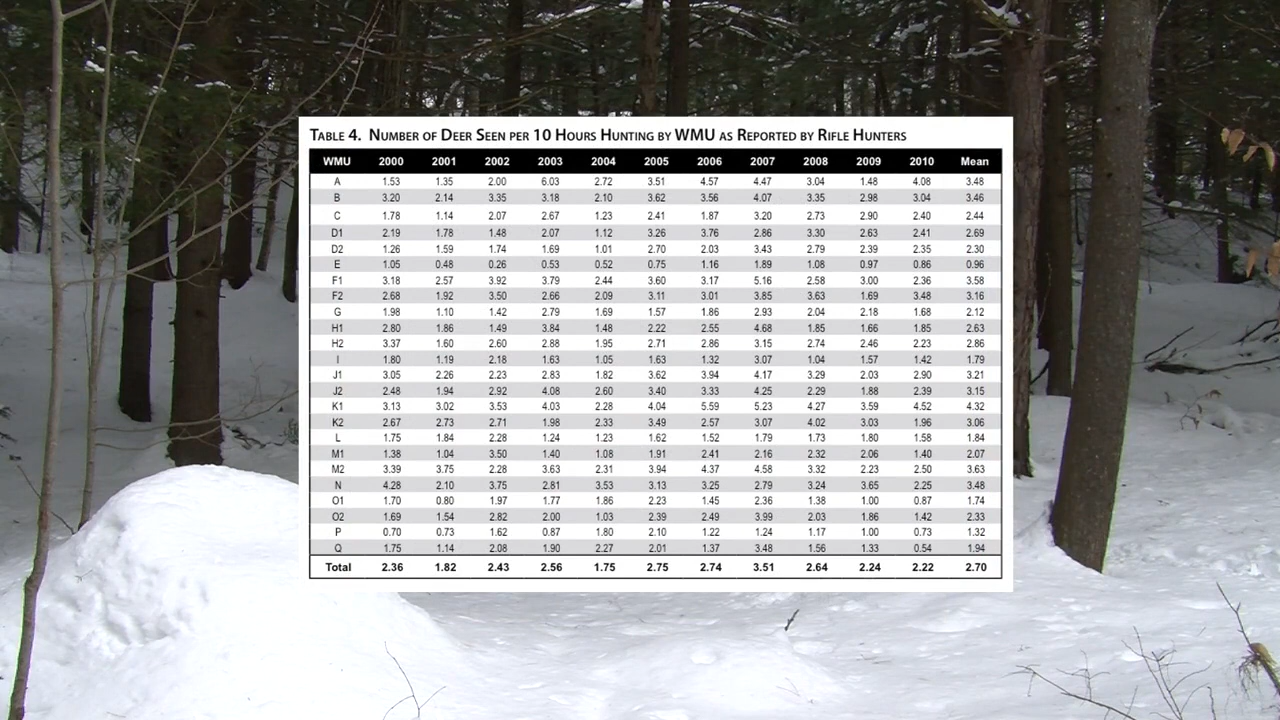 TABLE 4. NUMBER OF DEER SEEN PER 10 HOURS HUNTING BY WMU AS REPORTED BY RIFLE HUNTERS
WMU 2000 2001 2002 2003 2004 2005 2006 2007 2008 2009 2010 Mean
A 1.53 1.35 2.00 6.03 2.72 3.51 4.57 4.47 3.04 1.48 4.08 3.48
B 3.20 2.14 3.35 3.18 2.10 3.62 3.56 4.07 3.35 2.98 3.04 3.46
C 1.78 1.14 2.07 2.67 1.23 2.41 1.87 3.20 2.73 2.90 2.40 2.44
D1 2.19 1.78 1.48 2.07 1.12 3.26 3.76 2.86 3.30 2.63 2.41 2.69
D2 1.26 1.59 1.74 1.69 1.01 2.70 2.03 3.43 2.79 2.39 2.35 2.30
E 1.05 0.48 0.26 0.53 0.52 0.75 1.16 1.89 1.08 0.97 0.86 0.96
F1 3.18 2.57 3.92 3.79 2.44 3.60 3.17 5.16 2.58 3.00 2.36 3.58
F2 2.68 1.92 3.50 2.66 2.09 3.11 3.01 3.85 3.63 1.69 3.48 3.16
G 1.98 1.10 1.42 2.79 1.69 1.57 1.86 2.93 2.04 2.18 1.68 2.12
H1 2.80 1.86 1.49 3.84 1.48 2.22 2.55 4.68 1.85 1.66 1.85 2.63
H2 3.37 1.60 2.60 2.88 1.95 2.71 2.86 3.15 2.74 2.46 2.23 2.86
I 1.80 1.19 2.18 1.63 1.05 1.63 1.32 3.07 1.04 1.57 1.42 1.79
J1 3.05 2.26 2.23 2.83 1.82 3.62 3.94 4.17 3.29 2.03 2.90 3.21
J2 2.48 1.94 2.92 4.08 2.60 3.40 3.33 4.25 2.29 1.88 2.39 3.15
K1 3.13 3.02 3.53 4.03 2.28 4.04 5.59 5.23 4.27 3.59 4.52 4.32
K2 2.67 2.73 2.71 1.98 2.33 3.49 2.57 3.07 4.02 3.03 1.96 3.06
L 1.75 1.84 2.28 1.24 1.23 1.62 1.52 1.79 1.73 1.80 1.58 1.84
M1 1.38 1.04 3.50 1.40 1.08 1.91 2.41 2.16 2.32 2.06 1.40 2.07
M2 3.39 3.75 2.28 3.63 2.31 3.94 4.37 4.58 3.32 2.23 2.50 3.63
N 4.28 2.10 3.75 2.81 3.53 3.13 3.25 2.79 3.24 3.65 2.25 3.48
O1 1.70 0.80 1.97 1.77 1.86 2.23 1.45 2.36 1.38 1.00 0.87 1.74
O2 1.69 1.54 2.82 2.00 1.03 2.39 2.49 3.99 2.03 1.86 1.42 2.33
P 0.70 0.73 1.62 0.87 1.80 2.10 1.22 1.24 1.17 1.00 0.73 1.32
Q 1.75 1.14 2.08 1.90 2.27 2.01 1.37 3.48 1.56 1.33 0.54 1.94
Total 2.36 1.82 2.43 2.56 1.75 2.75 2.74 3.51 2.64 2.24 2.22 2.70